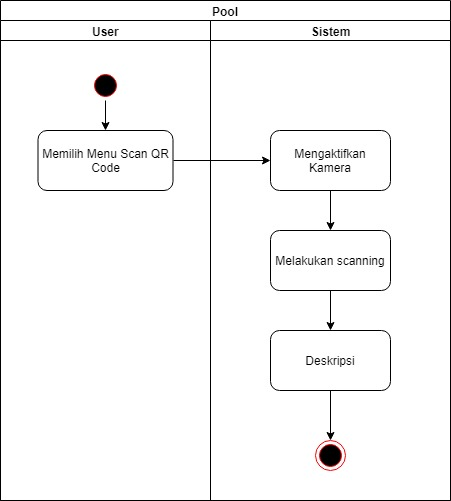 Pool
User
Sistem
Memilih Menu Scan QR
Code
Mengaktifkan
Kamera
Melakukan scanning
Deskripsi